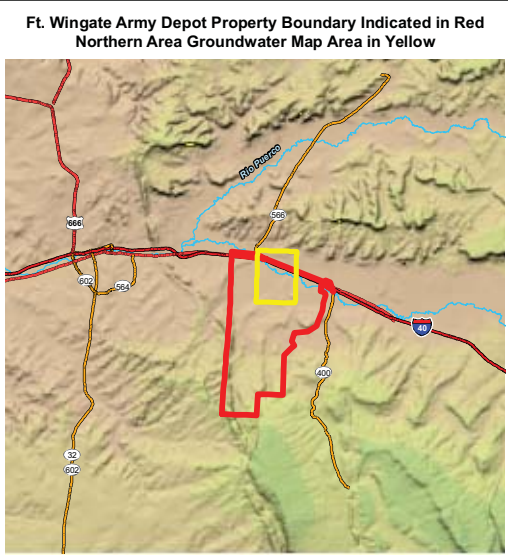 Ft. Wingate Army Depot Property Boundary Indicated in Red
Northern Area Groundwater Map Area in Yellow
Rio Puerco
566
666
602
564
40
400
32
602